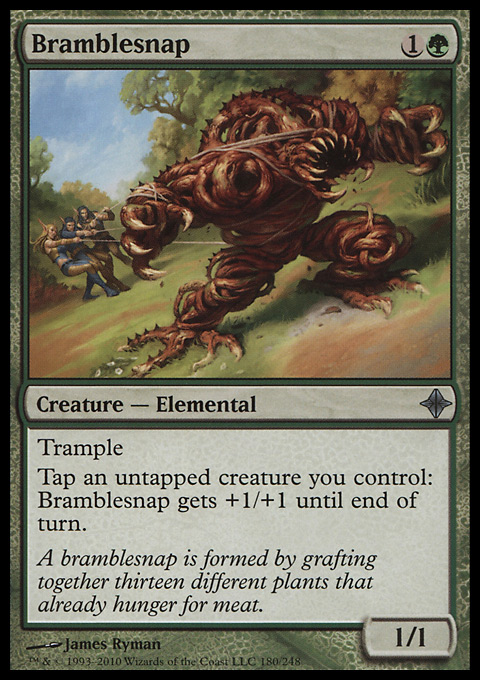 Bramblesnap 1
Creature — Elemental
Trample
Tap an untapped creature you control:
Bramblesnap gets +1/+1 until end of
turn.
A bramblesnap is formed by grafting
together thirteen different plants that
already hunger for meat.
James Ryman
™ & © 1993–2010 Wizards of the Coast LLC 180/248
1/1